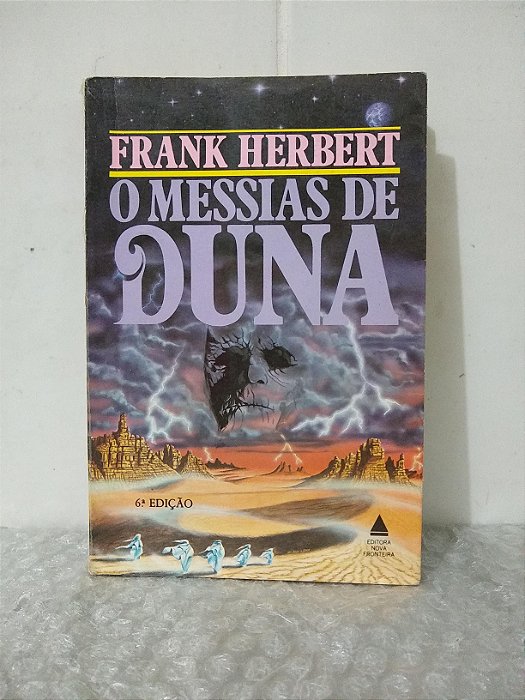 FRANK HERBERT
O MESSIAS DE
DUNA
6ª EDIÇÃO
EDITORA
NOVA
FRONTEIRA